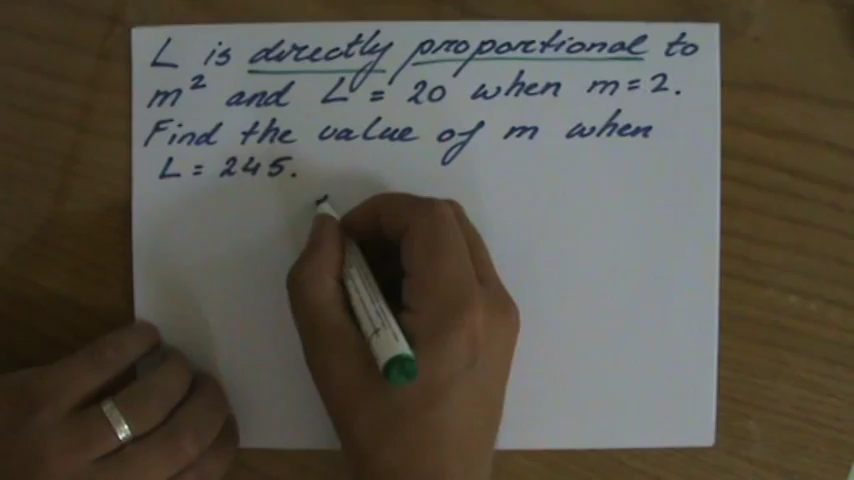 L is directly proportional to
m² and L = 20 when m = 2.
Find the value of m when
L = 245.